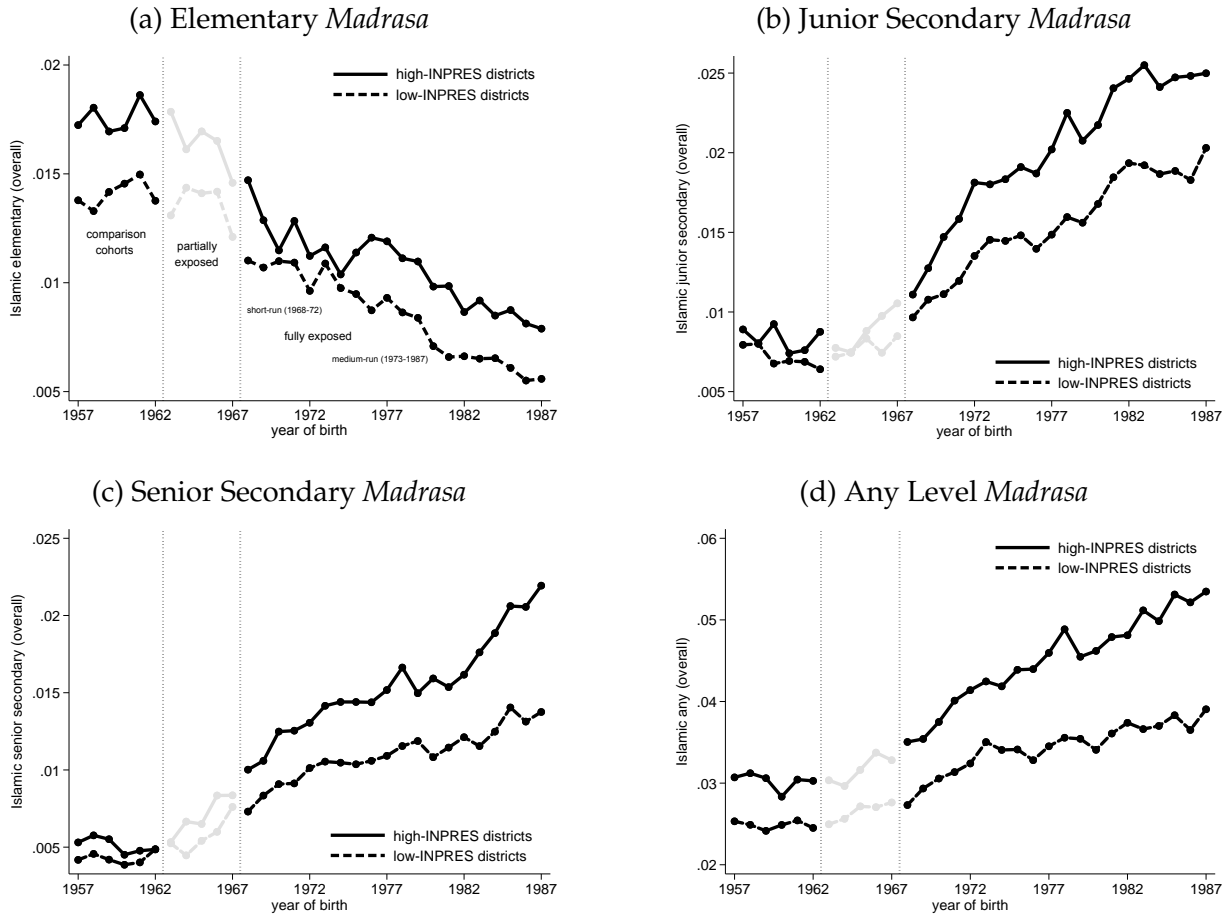 (a) Elementary Madrasa
.02
.015
.01
.005
Islamic elementary (overall)
high-INPRES districts
low-INPRES districts
comparison
cohorts
partially
exposed
short-run (1968-72)
fully exposed
medium-run (1973-1987)
1957 1962 1967 1972 1977 1982 1987
year of birth
(b) Junior Secondary Madrasa
.025
.02
.015
.01
.005
Islamic junior secondary (overall)
high-INPRES districts
low-INPRES districts
1957 1962 1967 1972 1977 1982 1987
year of birth
(c) Senior Secondary Madrasa
.025
.02
.015
.01
.005
0
Islamic senior secondary (overall)
high-INPRES districts
low-INPRES districts
1957 1962 1967 1972 1977 1982 1987
year of birth
(d) Any Level Madrasa
.06
.05
.04
.03
.02
Islamic any (overall)
high-INPRES districts
low-INPRES districts
1957 1962 1967 1972 1977 1982 1987
year of birth